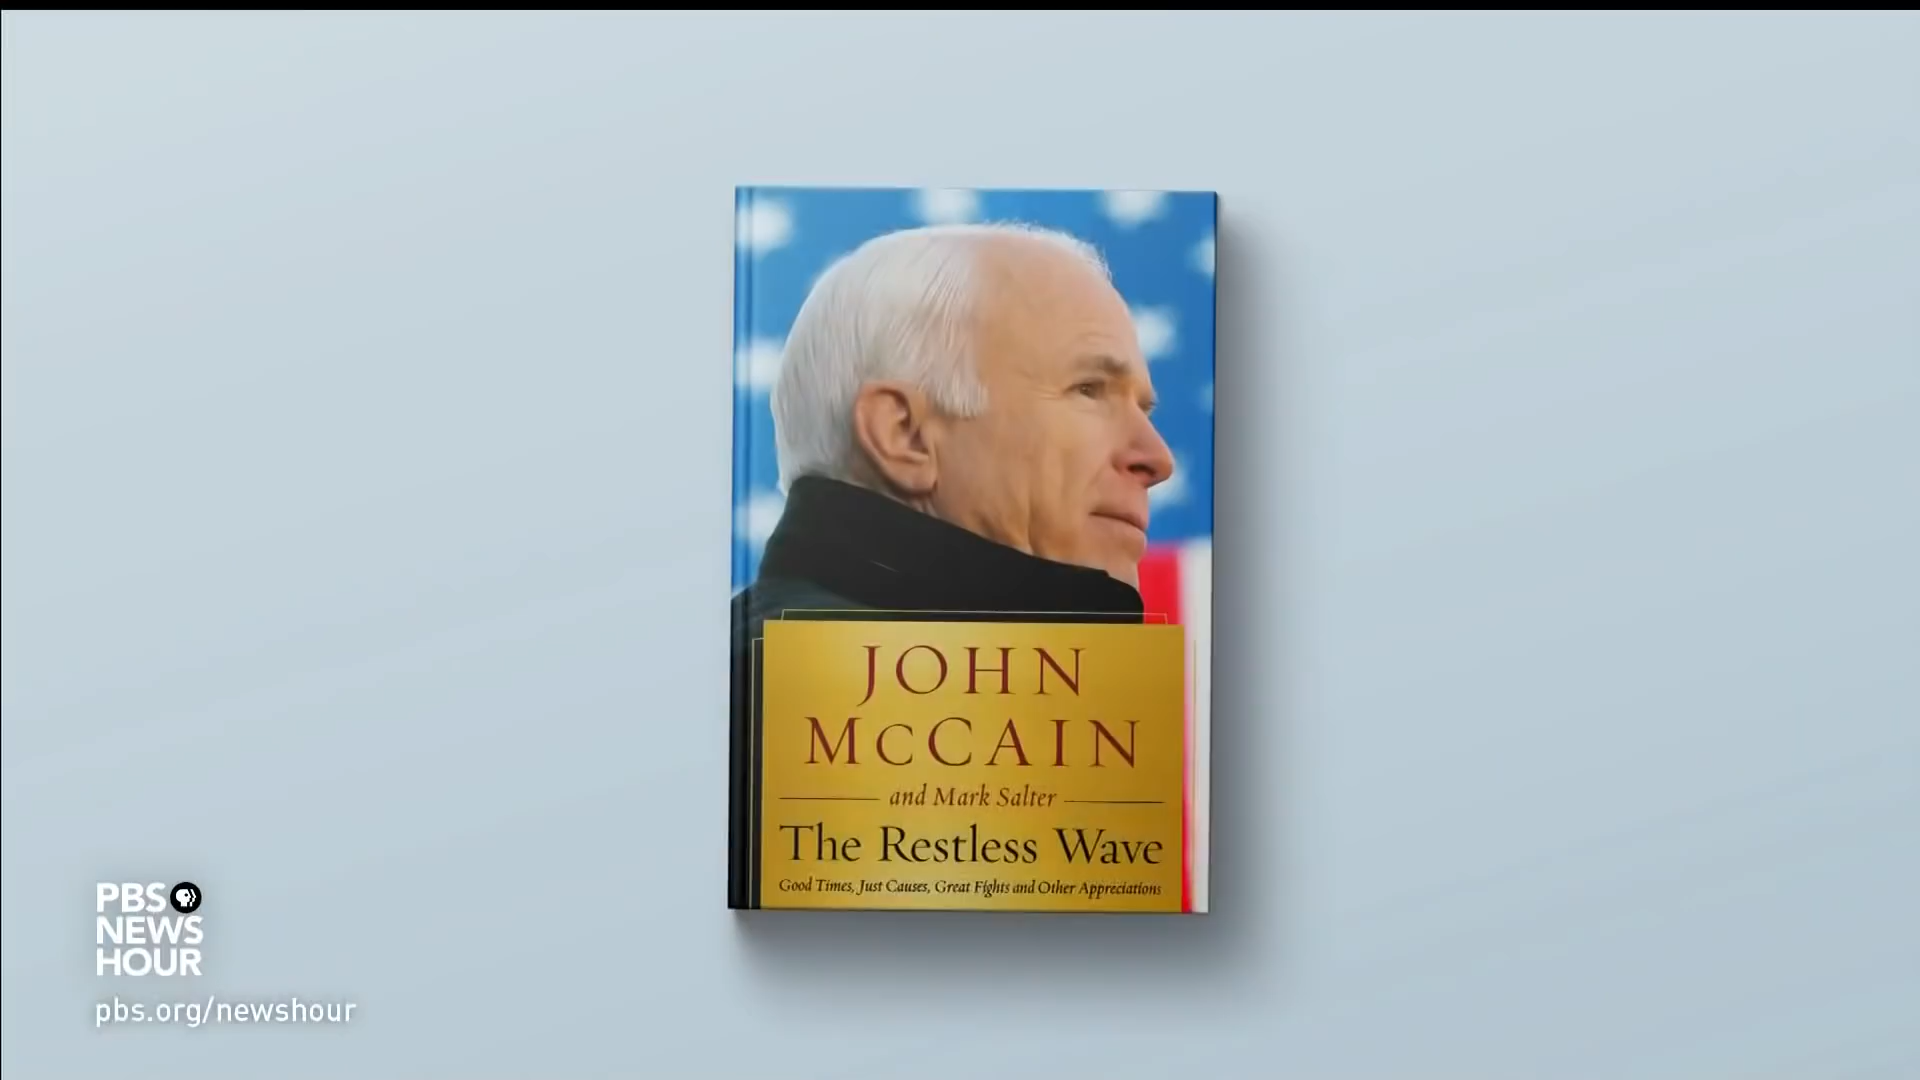 JOHN
McCAIN
and Mark Salter
The Restless Wave
Good Times, Just Causes, Great Fights and Other Appreciations
PBS
NEWS
HOUR
pbs.org/newshour